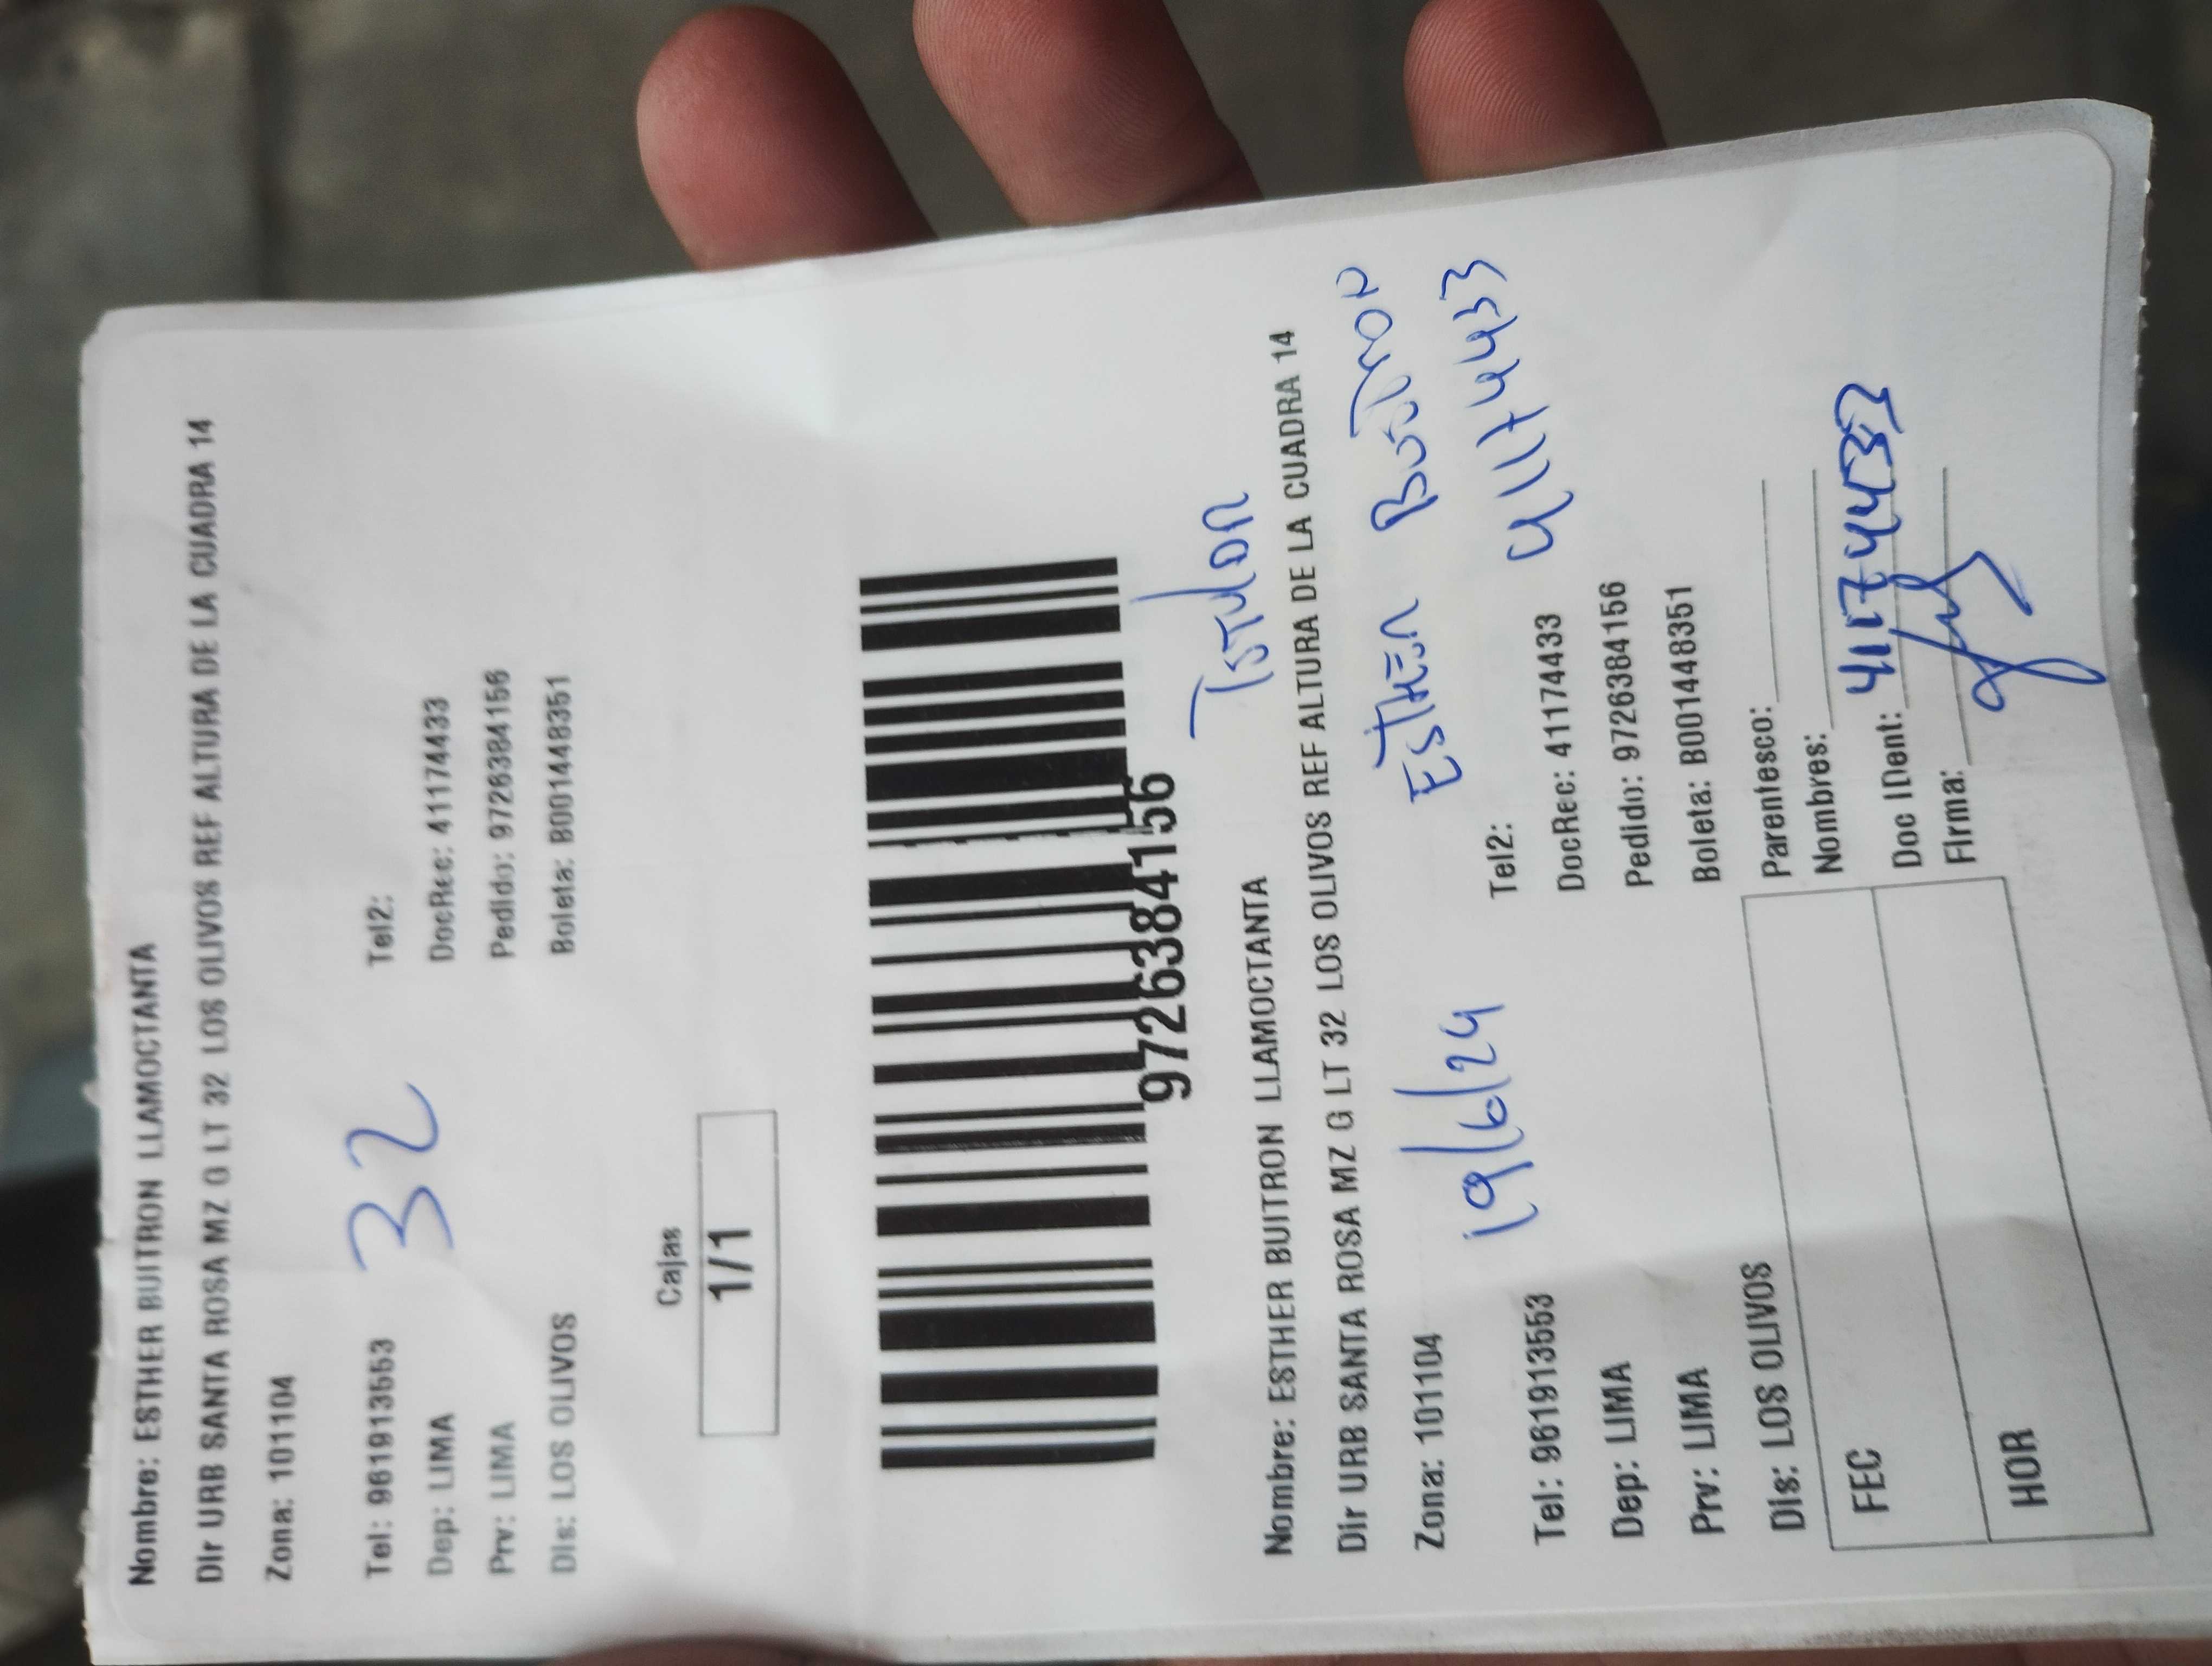 Nombre: ESTHER BUITRON LLAMOCTANTA
Dir URB SANTA ROSA MZ G LT 32 LOS OLIVOS REF ALTURA DE LA CUADRA 14
Zona: 101104
32
Tel: 961913553 Tel2:
Dep: LIMA DocRec: 41174433
Prv: LIMA Pedido: 9726384156
Dis: LOS OLIVOS Boleta: B001448351
Cajas
1/1
9726384156
Titular
Nombre: ESTHER BUITRON LLAMOCTANTA
Dir URB SANTA ROSA MZ G LT 32 LOS OLIVOS REF ALTURA DE LA CUADRA 14
Zona: 101104
19/6/24 ESTHER BUITRON
41174433
Tel: 961913553 Tel2:
Dep: LIMA DocRec: 41174433
Prv: LIMA Pedido: 9726384156
Dis: LOS OLIVOS Boleta: B001448351
FEC Parentesco:
Nombres:
HOR Doc IDent: 41174433
Firma: